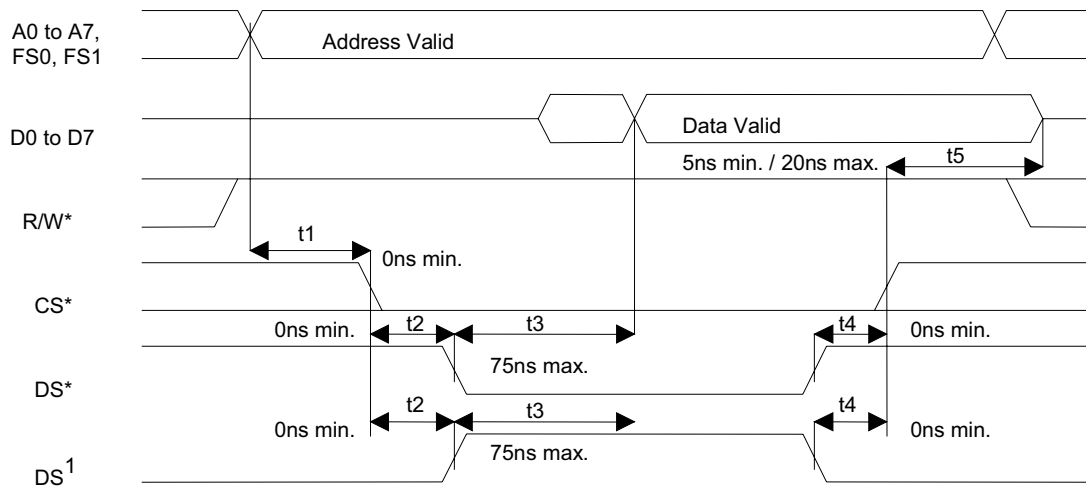 A0 to A7,
FS0, FS1
Address Valid
D0 to D7
Data Valid
5ns min. / 20ns max.
t5
R/W*
t1
0ns min.
CS*
0ns min.
t2
t3
t4
0ns min.
75ns max.
DS*
0ns min.
t2
t3
t4
0ns min.
75ns max.
DS1